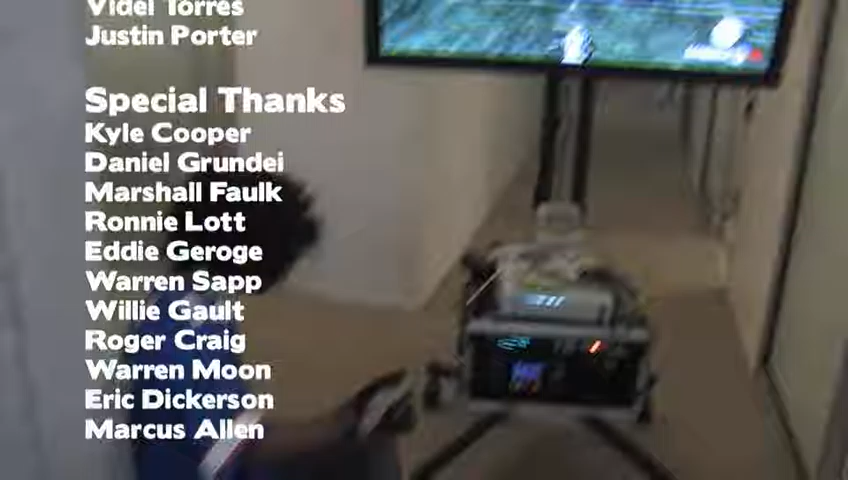 Videl Torres
Justin Porter
Special Thanks
Kyle Cooper
Daniel Grundei
Marshall Faulk
Ronnie Lott
Eddie Geroge
Warren Sapp
Willie Gault
Roger Craig
Warren Moon
Eric Dickerson
Marcus Allen